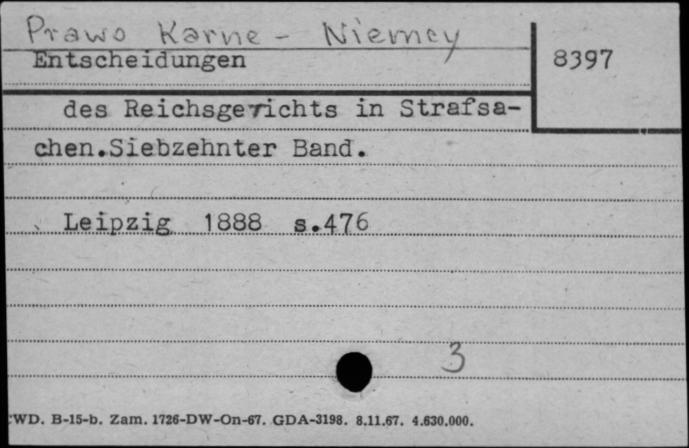 Prawo Karne - Niemcy
Entscheidungen
8397
des Reichsgerichts in Strafsa-
chen.Siebzehnter Band.
Leipzig 1888 s.476
3
WD. B-15-b. Zam. 1726-DW-On-67. GDA-3198. 8.11.67. 4.630.000.